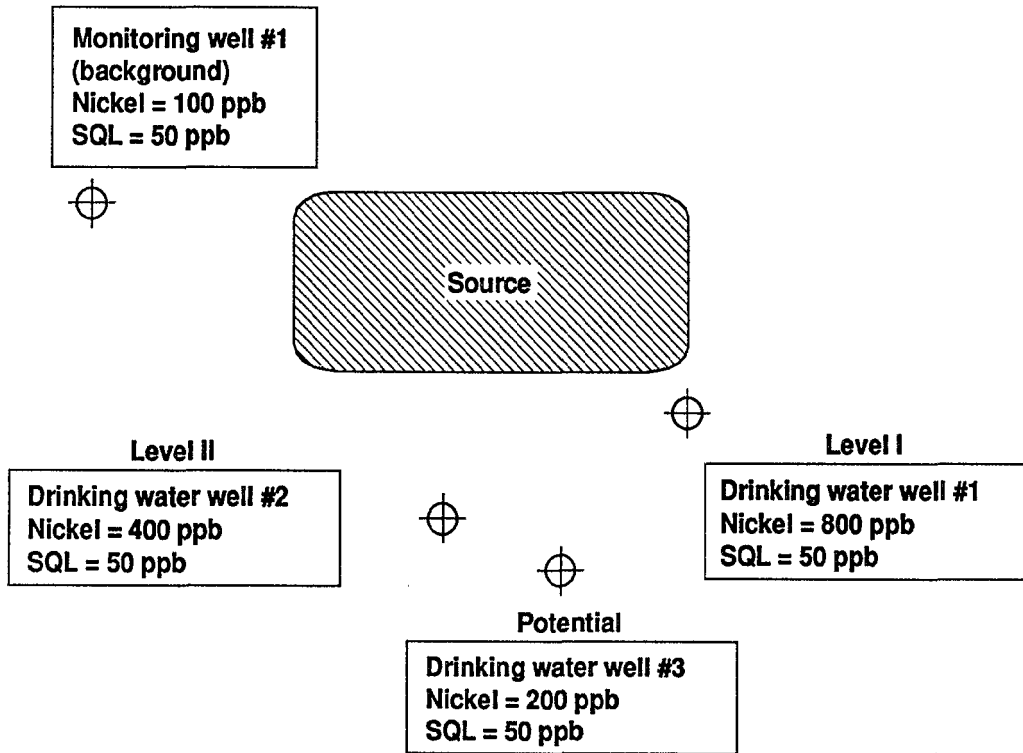 Monitoring well #1
(background)
Nickel = 100 ppb
SQL = 50 ppb
Source
Level II
Drinking water well #2
Nickel = 400 ppb
SQL = 50 ppb
Level I
Drinking water well #1
Nickel = 800 ppb
SQL = 50 ppb
Potential
Drinking water well #3
Nickel = 200 ppb
SQL = 50 ppb